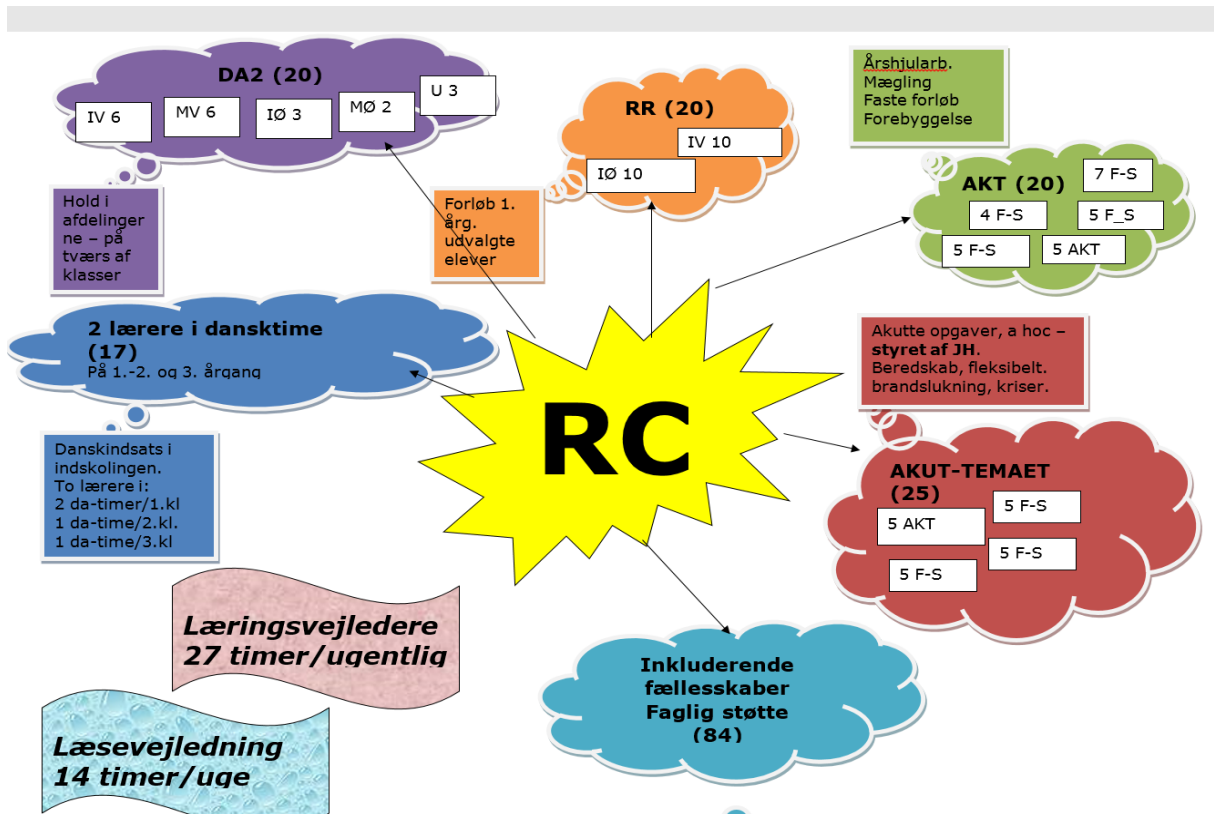 DA2 (20)
IV 6
MV 6
IØ 3
MØ 2
U 3
Hold i
afdelinger
ne – på
tværs af
klasser
RR (20)
IV 10
IØ 10
Forløb 1.
årg.
udvalgte
elever
Årshjularb.
Mægling
Faste forløb
Forebyggelse
AKT (20)
7 F-S
4 F-S
5 F_S
5 F-S
5 AKT
2 lærere i dansktime
(17)
På 1.-2. og 3. årgang
Danskindsats i
indskolingen.
To lærere i:
2 da-timer/1.kl
1 da-time/2.kl.
1 da-time/3.kl
RC
Akutte opgaver, a hoc –
styret af JH.
Beredskab, fleksibelt.
brandslukning, kriser.
AKUT-TEMAET
(25)
5 F-S
5 AKT
5 F-S
5 F-S
Læringsvejledere
27 timer/ugentlig
Læsevejledning
14 timer/uge
Inkluderende
fællesskaber
Faglig støtte
(84)